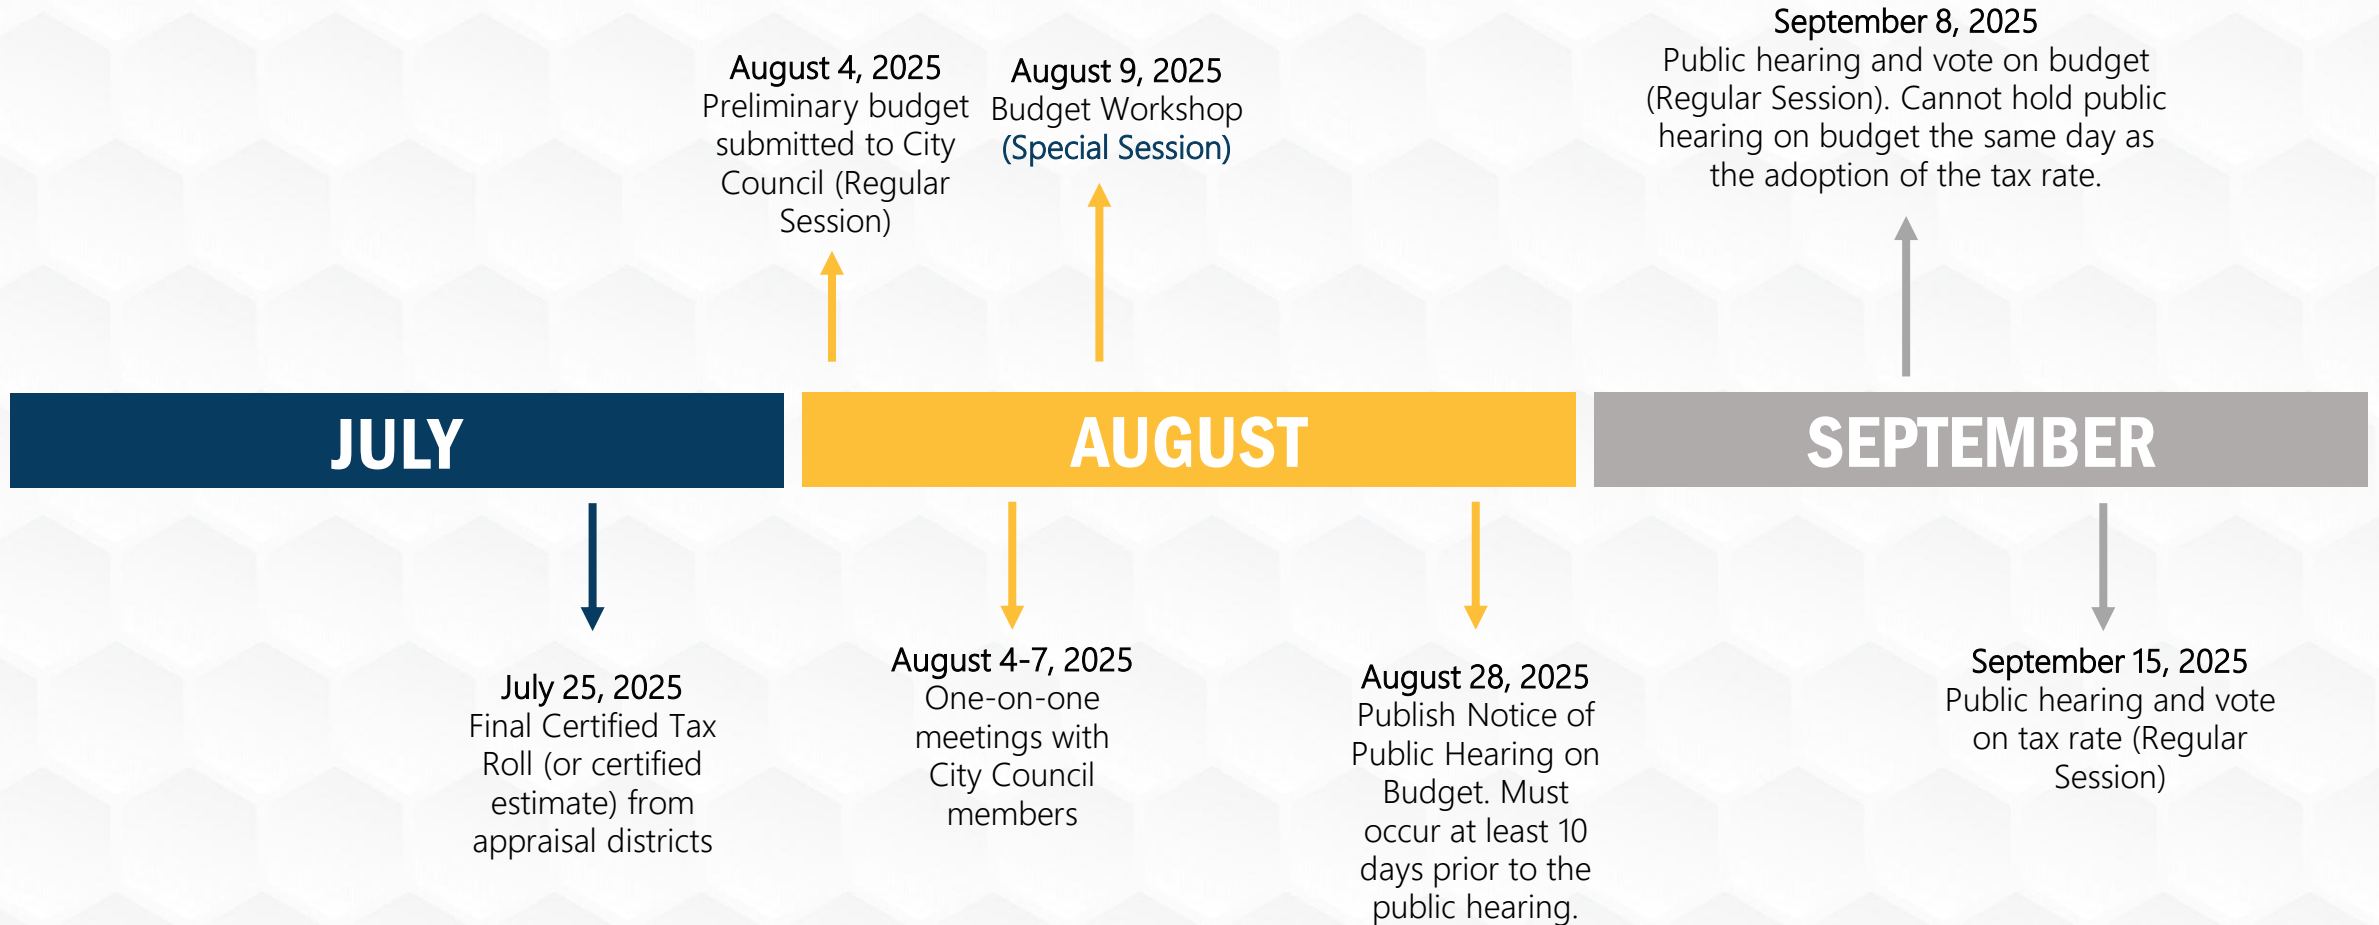 August 4, 2025
Preliminary budget
submitted to City
Council (Regular
Session)
August 9, 2025
Budget Workshop
(Special Session)
September 8, 2025
Public hearing and vote on budget
(Regular Session). Cannot hold public
hearing on budget the same day as
the adoption of the tax rate.
JULY
AUGUST
SEPTEMBER
July 25, 2025
Final Certified Tax
Roll (or certified
estimate) from
appraisal districts
August 4-7, 2025
One-on-one
meetings with
City Council
members
August 28, 2025
Publish Notice of
Public Hearing on
Budget. Must
occur at least 10
days prior to the
public hearing.
September 15, 2025
Public hearing and vote
on tax rate (Regular
Session)